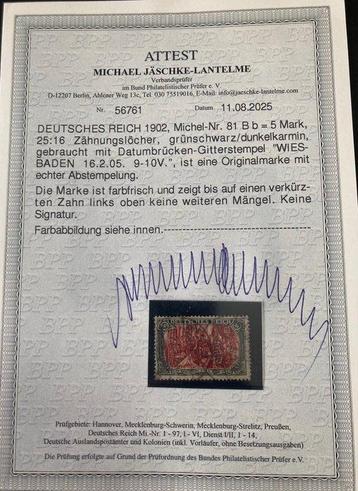 ATTEST
MICHAEL JÄSCHKE-LANTELME
Verbandsprüfer
im Bund Philatelistischer Prüfer e. V.
D-12207 Berlin, Ahlener Weg 13c, Tel. 030 75519016, E-Mail: info@jaeschke-lantelme.com
Nr. 56761 Datum 11.08.2025
DEUTSCHES REICH 1902, Michel-Nr. 81 B b = 5 Mark,
25:16 Zähnungslöcher, grünschwarz/dunkelkarmin,
gebraucht mit Datumbrücken-Gitterstempel "WIES-
BADEN 16.2.05. 9-10V.", ist eine Originalmarke mit
echter Abstempelung.
Die Marke ist farbfrisch und zeigt bis auf einen verkürz-
ten Zahn links oben keine weiteren Mängel. Keine
Signatur.
Farbabbildung siehe innen.
Prüfgebiete: Hannover, Mecklenburg-Schwerin, Mecklenburg-Strelitz, Preußen,
Deutsches Reich Mi.-Nr. 1 - 97, I - VI, Dienst I/II, 1 - 14,
Deutsche Auslandspostämter und Kolonien (inkl. Vorläufer, ohne Besetzungsausgaben)
Die Prüfung erfolgte auf Grund der Prüfordnung des Bundes Philatelistischer Prüfer e.V.